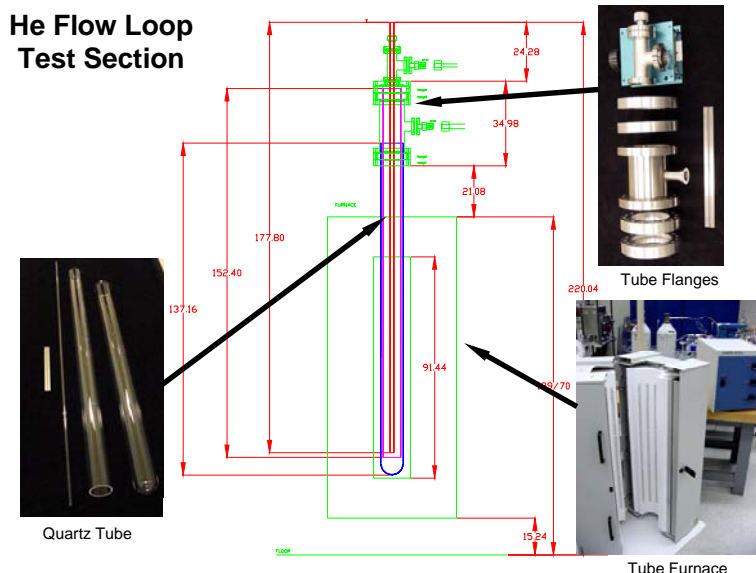 He Flow Loop
Test Section
24.28
34.98
21.08
FURNACE
177.80
152.40
137.16
91.44
220.04
15.24
FLOOR
Tube Flanges
Quartz Tube
Tube Furnace